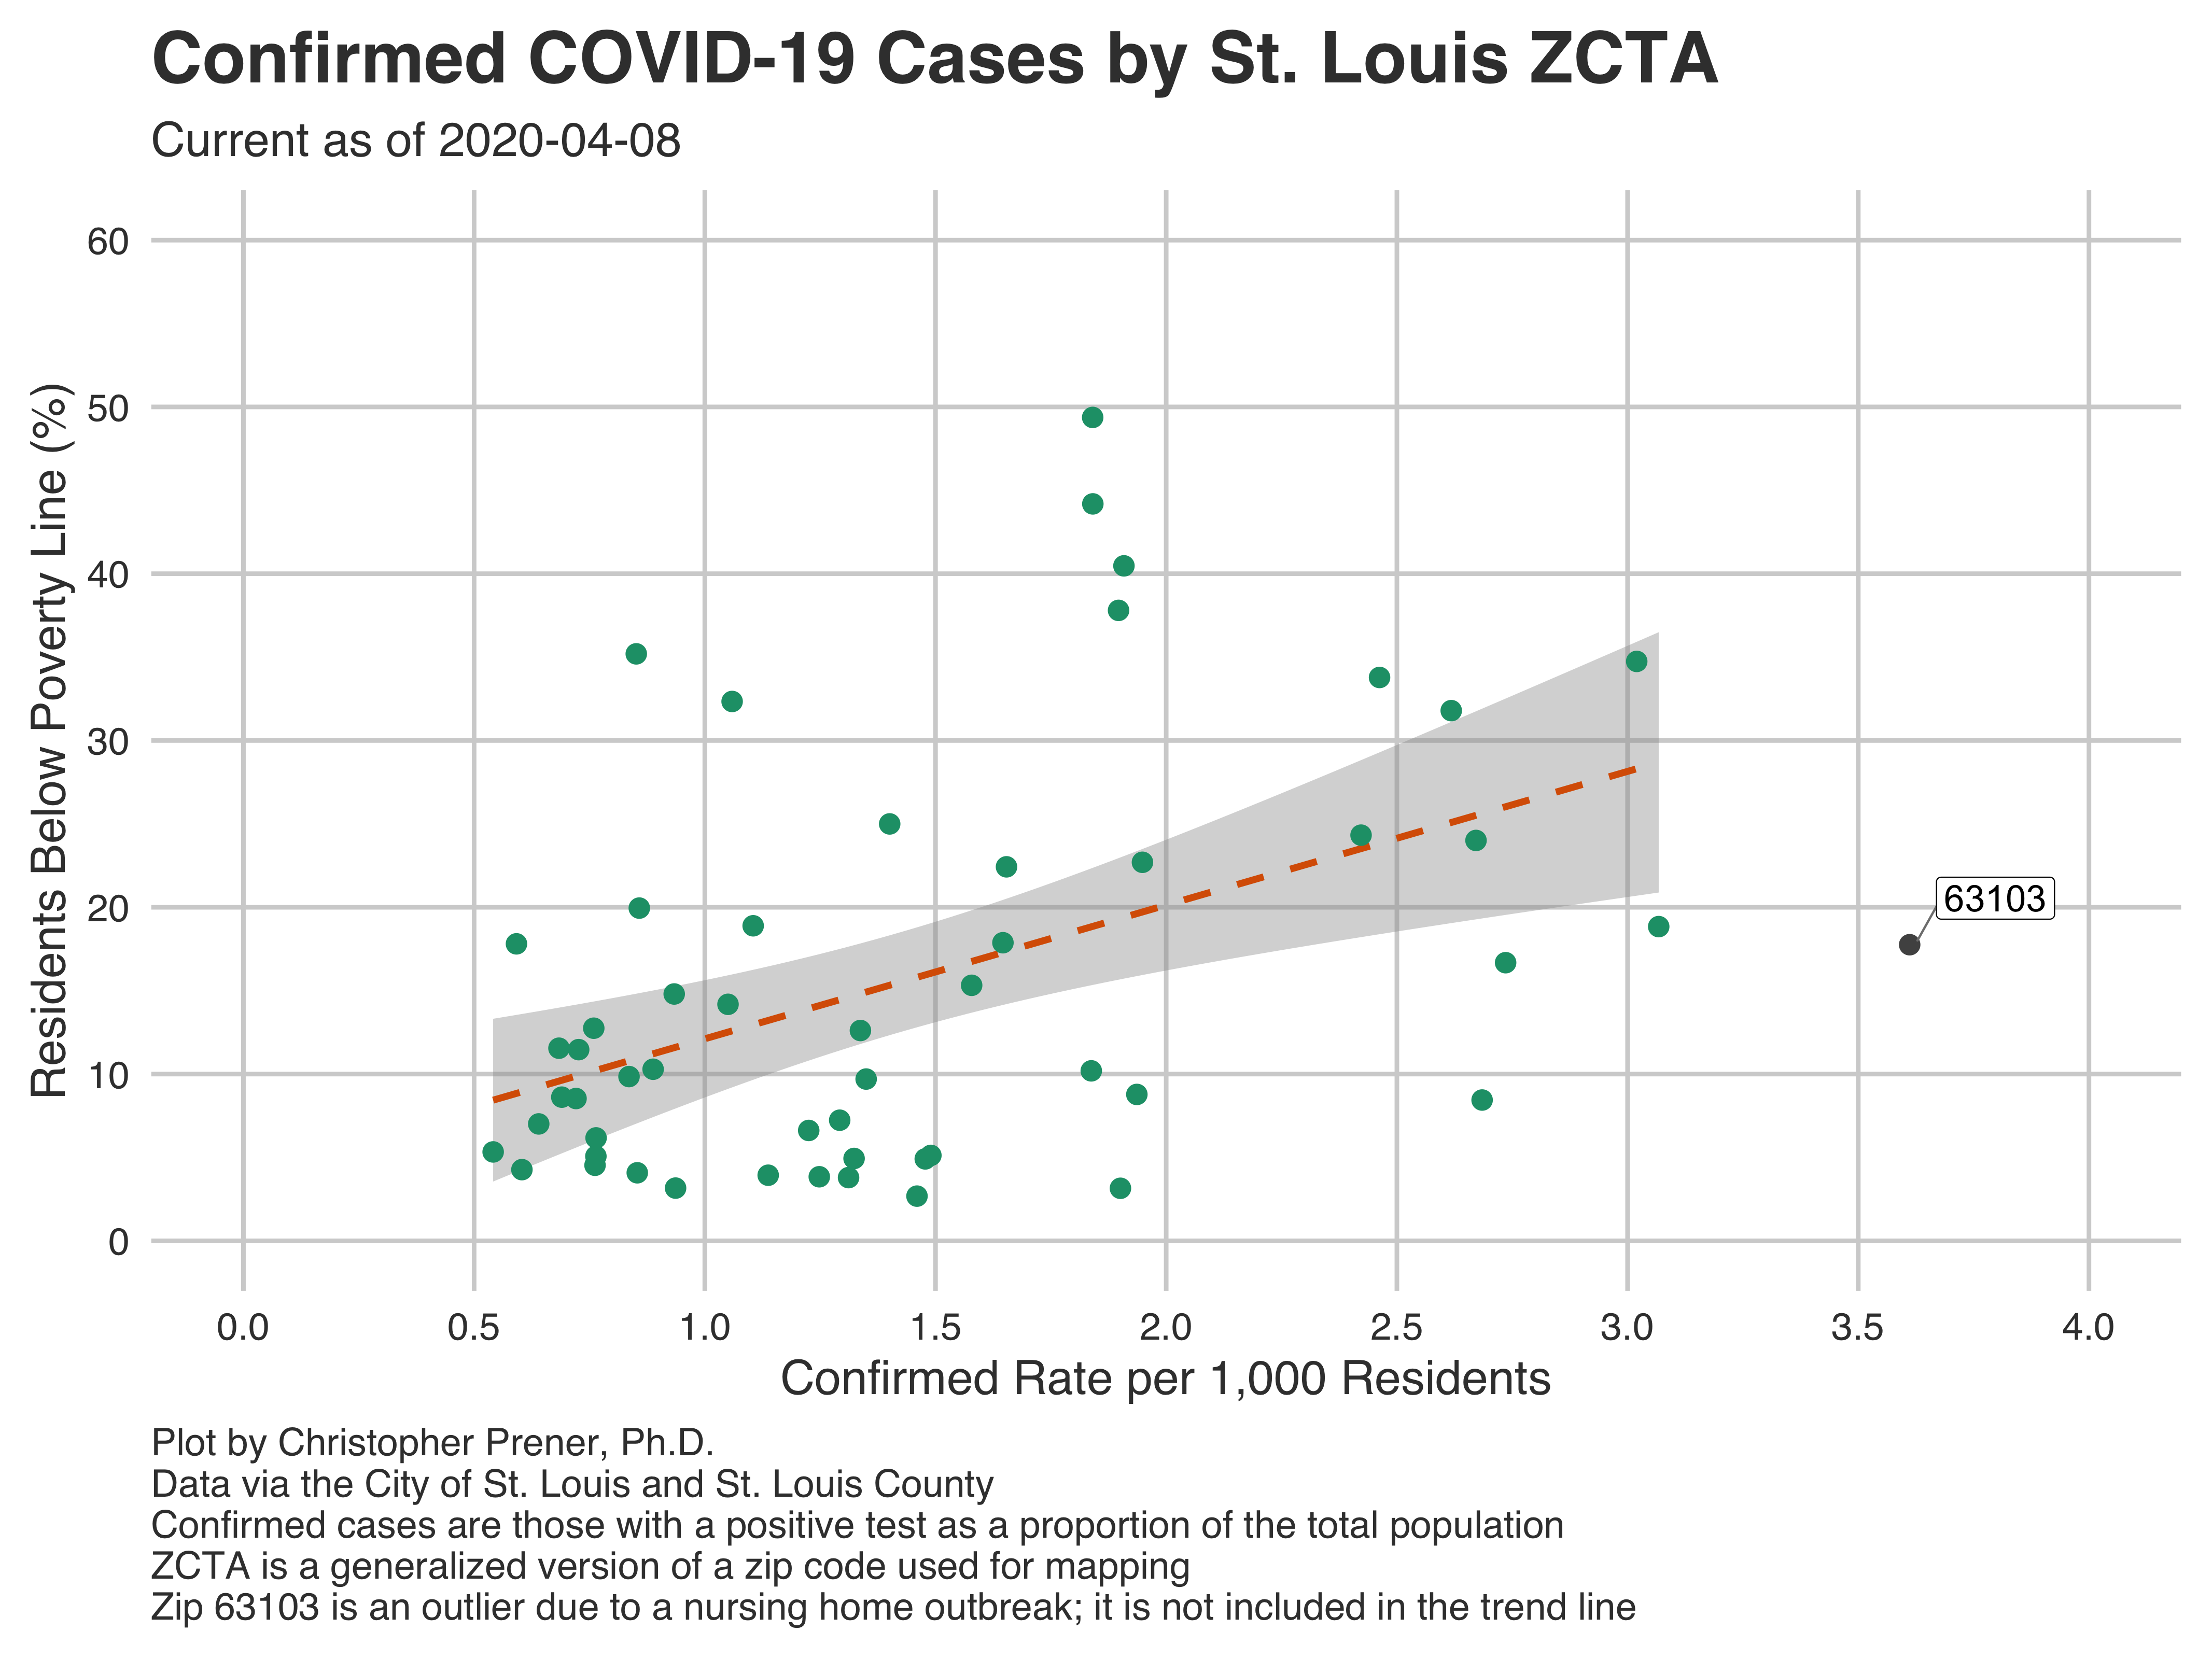 Confirmed COVID-19 Cases by St. Louis ZCTA
Current as of 2020-04-08
Residents Below Poverty Line (%)
60
50
40
30
20
10
0
63103
0.0 0.5 1.0 1.5 2.0 2.5 3.0 3.5 4.0
Confirmed Rate per 1,000 Residents
Plot by Christopher Prener, Ph.D.
Data via the City of St. Louis and St. Louis County
Confirmed cases are those with a positive test as a proportion of the total population
ZCTA is a generalized version of a zip code used for mapping
Zip 63103 is an outlier due to a nursing home outbreak; it is not included in the trend line